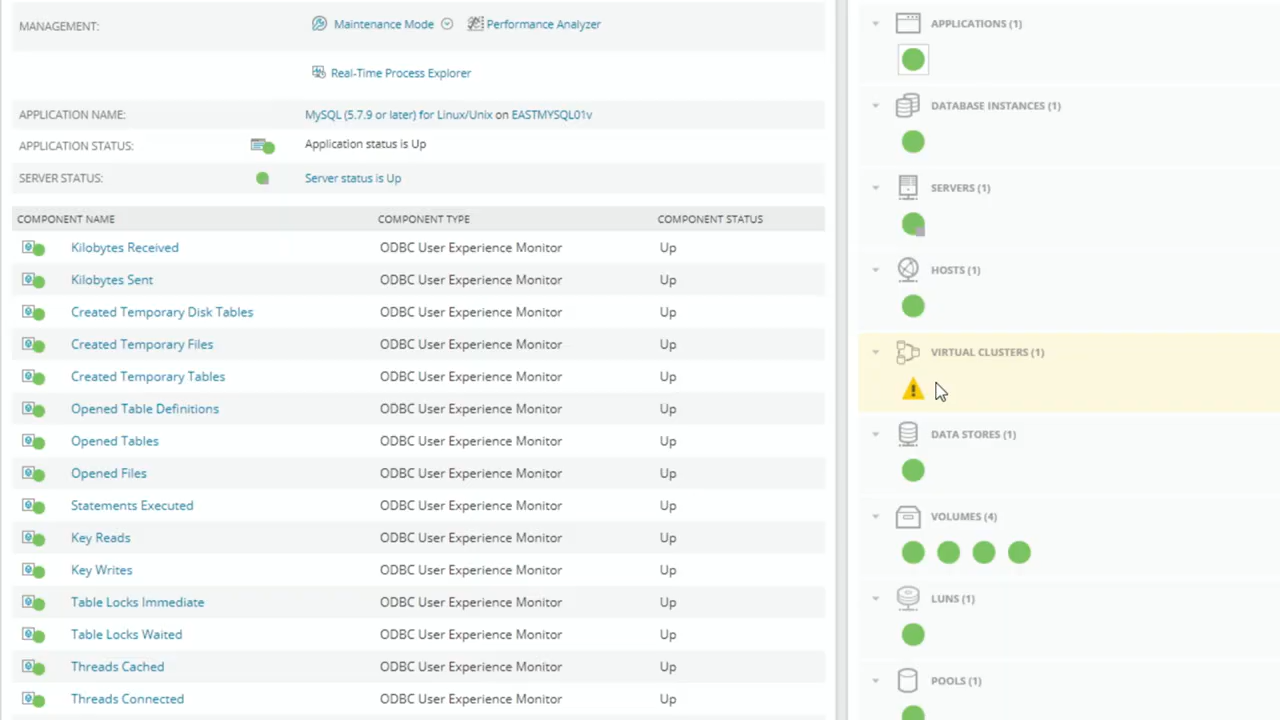 MANAGEMENT:
Maintenance Mode
Performance Analyzer
Real-Time Process Explorer
APPLICATION NAME:
MySQL (5.7.9 or later) for Linux/Unix on EASTMYSQL01v
APPLICATION STATUS:
Application status is Up
SERVER STATUS:
Server status is Up
COMPONENT NAME COMPONENT TYPE COMPONENT STATUS
Kilobytes Received ODBC User Experience Monitor Up
Kilobytes Sent ODBC User Experience Monitor Up
Created Temporary Disk Tables ODBC User Experience Monitor Up
Created Temporary Files ODBC User Experience Monitor Up
Created Temporary Tables ODBC User Experience Monitor Up
Opened Table Definitions ODBC User Experience Monitor Up
Opened Tables ODBC User Experience Monitor Up
Opened Files ODBC User Experience Monitor Up
Statements Executed ODBC User Experience Monitor Up
Key Reads ODBC User Experience Monitor Up
Key Writes ODBC User Experience Monitor Up
Table Locks Immediate ODBC User Experience Monitor Up
Table Locks Waited ODBC User Experience Monitor Up
Threads Cached ODBC User Experience Monitor Up
Threads Connected ODBC User Experience Monitor Up
APPLICATIONS (1)
DATABASE INSTANCES (1)
SERVERS (1)
HOSTS (1)
VIRTUAL CLUSTERS (1)
DATA STORES (1)
VOLUMES (4)
LUNS (1)
POOLS (1)